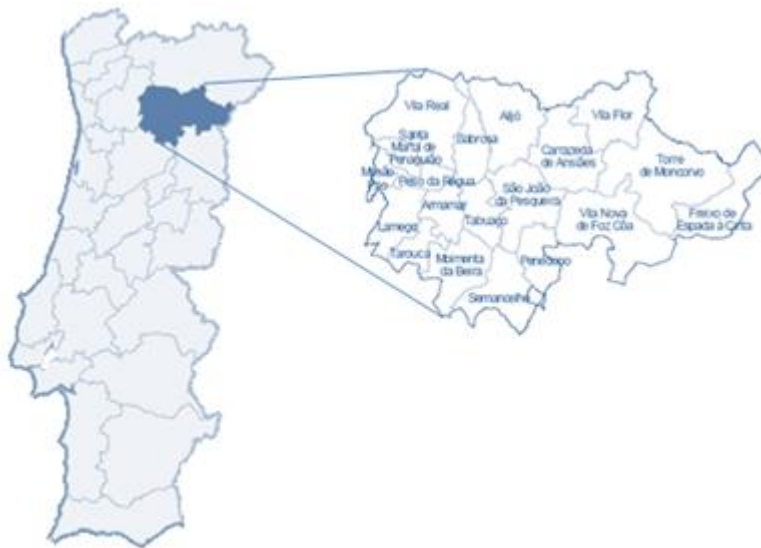 Vila Real
Alijó
Vila Flor
Santa
Marta de
Penaguião
Sabrosa
Carrazeda
de Ansiães
Torre
de Moncorvo
Peso da Régua
São João
da Pesqueira
Armamar
Tabuaço
Vila Nova
de Foz Côa
Freixo de
Espada à Cinta
Lamego
Tarouca
Moimenta
da Beira
Penedono
Sernancelhe